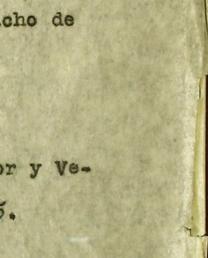 cho de
or y Ve-
5.